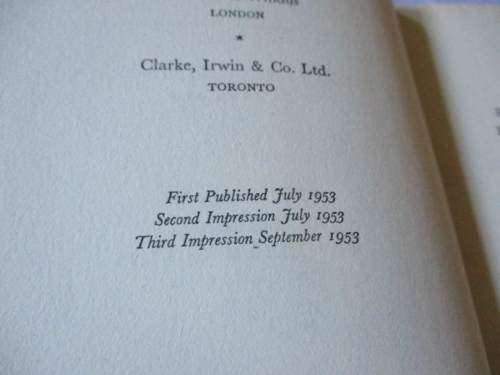 LONDON
*
Clarke, Irwin & Co. Ltd.
TORONTO
First Published July 1953
Second Impression July 1953
Third Impression September 1953